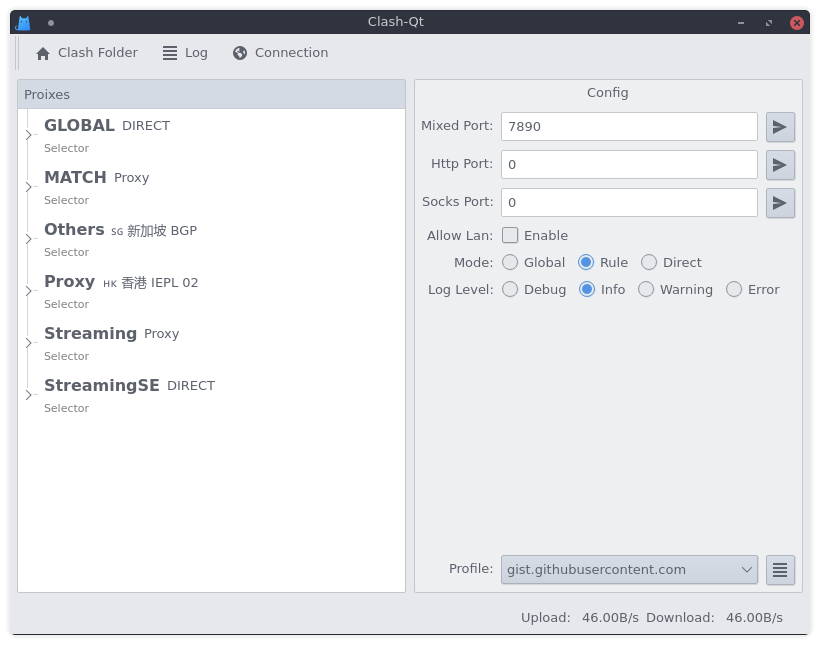 Clash-Qt
Clash Folder Log Connection
Proixes
GLOBAL DIRECT
Selector
MATCH Proxy
Selector
Others SG 新加坡 BGP
Selector
Proxy HK 香港 IEPL 02
Selector
Streaming Proxy
Selector
StreamingSE DIRECT
Selector
Config
Mixed Port: 7890
Http Port: 0
Socks Port: 0
Allow Lan: Enable
Mode: Global Rule Direct
Log Level: Debug Info Warning Error
Profile: gist.githubusercontent.com
Upload: 46.00B/s Download: 46.00B/s